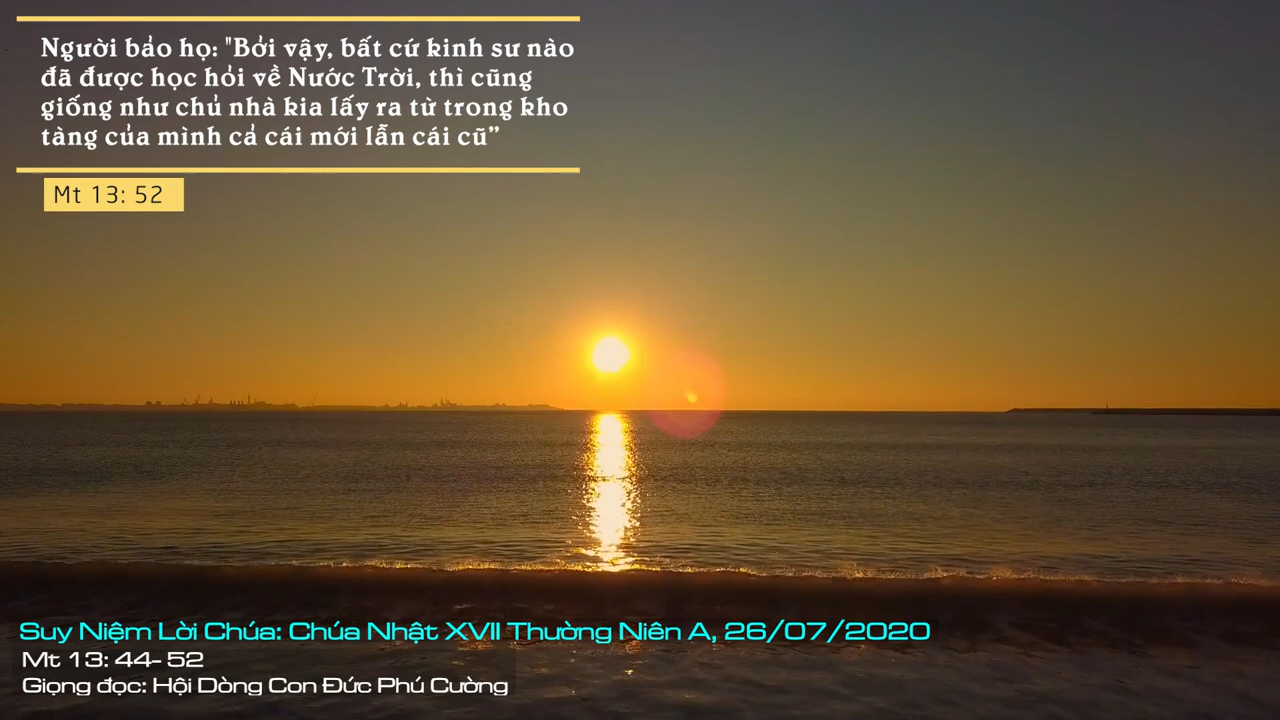 Người bảo họ: "Bởi vậy, bất cứ kinh sư nào
đã được học hỏi về Nước Trời, thì cũng
giống như chủ nhà kia lấy ra từ trong kho
tàng của mình cả cái mới lẫn cái cũ”
Mt 13: 52
Suy Niệm Lời Chúa: Chúa Nhật XVII Thường Niên A, 26/07/2020
Mt 13: 44- 52
Giọng đọc: Hội Dòng Con Đức Phú Cường